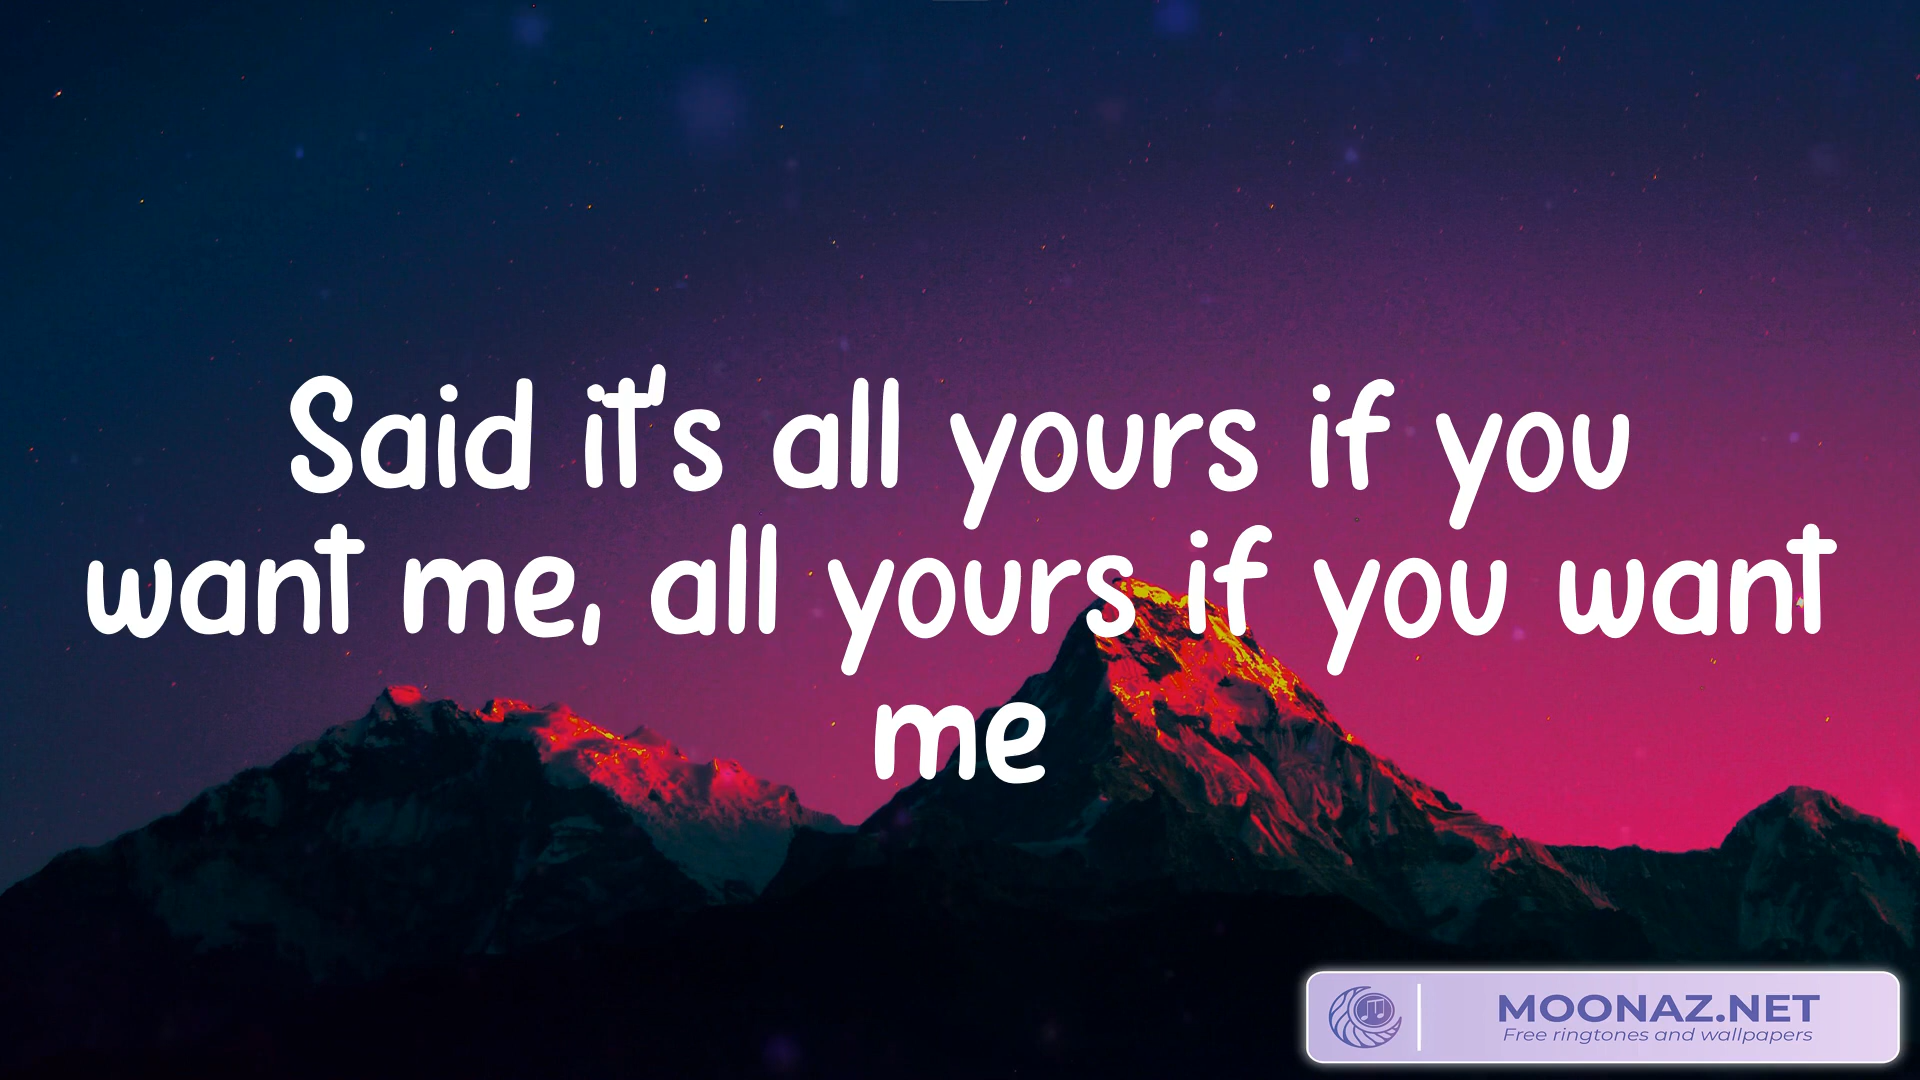 Said it's all yours if you
want me, all yours if you want
me
MOONAZ.NET
Free ringtones and wallpapers